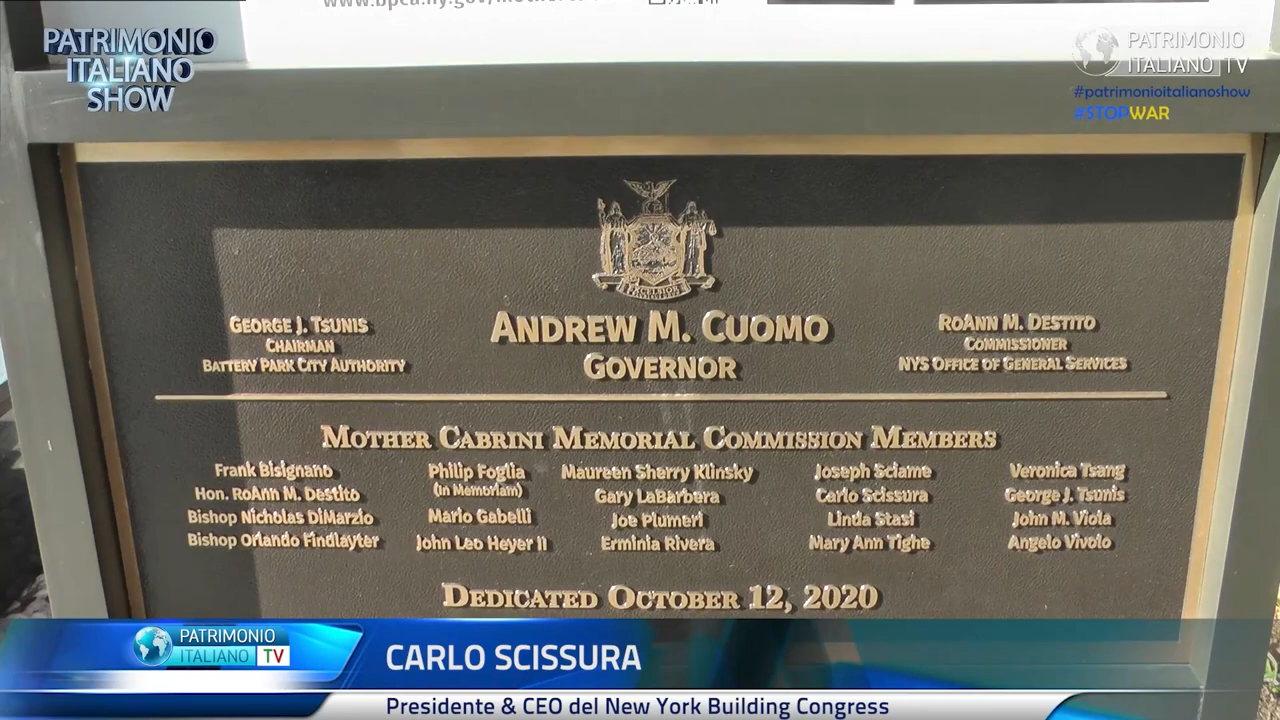 PATRIMONIO
ITALIANO
SHOW
PATRIMONIO
ITALIANO TV
#patrimonioitalianoshow
#STOPWAR
EXCELSIOR
GEORGE J. TSUNIS
CHAIRMAN
BATTERY PARK CITY AUTHORITY
ANDREW M. CUOMO
GOVERNOR
ROANN M. DESTITO
COMMISSIONER
NYS OFFICE OF GENERAL SERVICES
MOTHER CABRINI MEMORIAL COMMISSION MEMBERS
Frank Bisignano
Hon. RoAnn M. Destito
Bishop Nicholas DiMarzio
Bishop Orlando Findlayter
Philip Foglia
(In Memoriam)
Mario Gabelli
John Leo Heyer II
Maureen Sherry Klinsky
Gary LaBarbera
Joe Plumeri
Erminia Rivera
Joseph Sciame
Carlo Scissura
Linda Stasi
Mary Ann Tighe
Veronica Tsang
George J. Tsunis
John M. Viola
Angelo Vivolo
DEDICATED OCTOBER 12, 2020
PATRIMONIO
ITALIANO TV
CARLO SCISSURA
Presidente & CEO del New York Building Congress